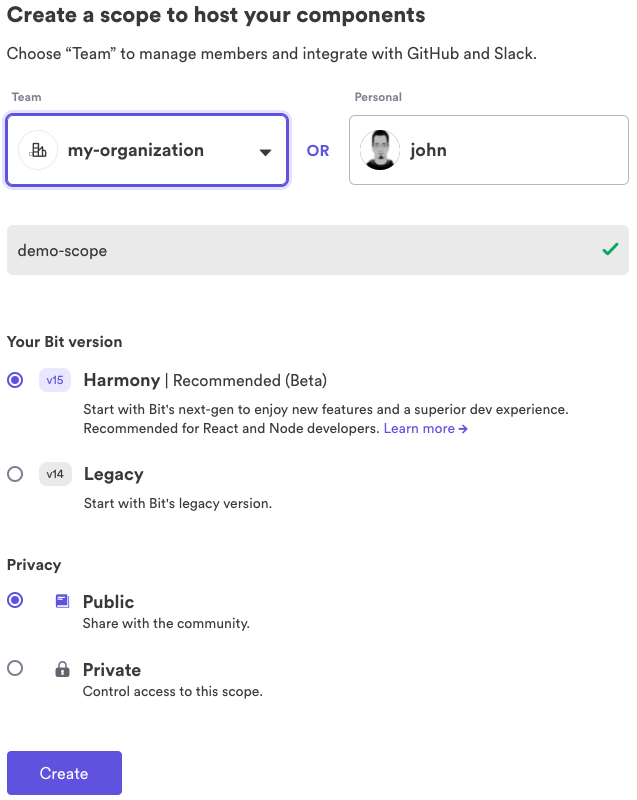 Create a scope to host your components
Choose “Team” to manage members and integrate with GitHub and Slack.
Team
Personal
my-organization
OR
john
demo-scope
Your Bit version
v15 Harmony | Recommended (Beta)
Start with Bit's next-gen to enjoy new features and a superior dev experience.
Recommended for React and Node developers. Learn more →
v14 Legacy
Start with Bit's legacy version.
Privacy
Public
Share with the community.
Private
Control access to this scope.
Create